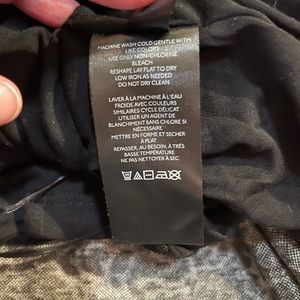 MACHINE WASH COLD GENTLE WITH
LIKE COLORS
USE ONLY NON-CHLORINE
BLEACH
RESHAPE LAY FLAT TO DRY
LOW IRON AS NEEDED
DO NOT DRY CLEAN
LAVER À LA MACHINE À L'EAU
FROIDE AVEC COULEURS
SIMILAIRES CYCLE DÉLICAT
UTILISER UN AGENT DE
BLANCHIMENT SANS CHLORE SI
NÉCESSAIRE
METTRE EN FORME ET SÉCHER
À PLAT
REPASSER, AU BESOIN, À TRÈS
BASSE TEMPÉRATURE
NE PAS NETTOYER À SEC